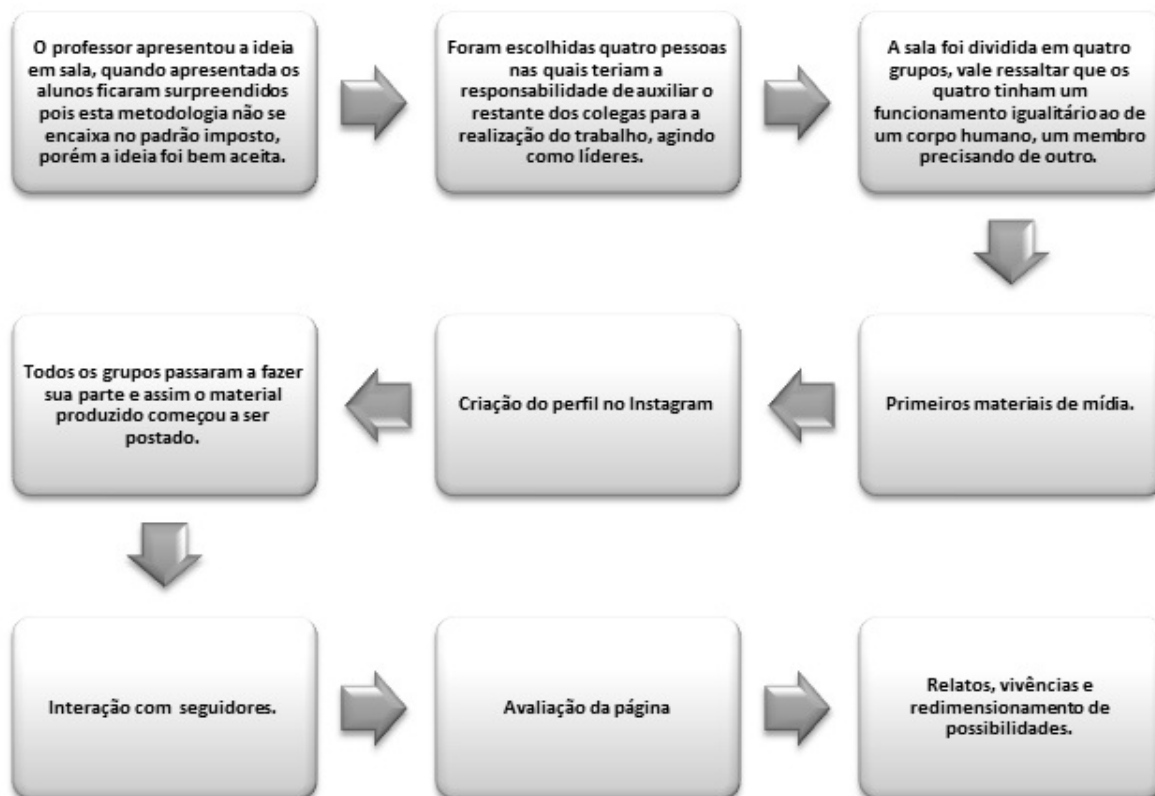 O professor apresentou a ideia
em sala, quando apresentada os
alunos ficaram surpreendidos
pois esta metodologia não se
encaixa no padrão imposto,
porém a ideia foi bem aceita.
Foram escolhidas quatro pessoas
nas quais teriam a
responsabilidade de auxiliar o
restante dos colegas para a
realização do trabalho, agindo
como líderes.
A sala foi dividida em quatro
grupos, vale ressaltar que os
quatro tinham um
funcionamento igualitário ao de
um corpo humano, um membro
precisando de outro.
Primeiros materiais de mídia.
Criação do perfil no Instagram
Todos os grupos passaram a fazer
sua parte e assim o material
produzido começou a ser
postado.
Interação com seguidores.
Avaliação da página
Relatos, vivências e
redimensionamento de
possibilidades.